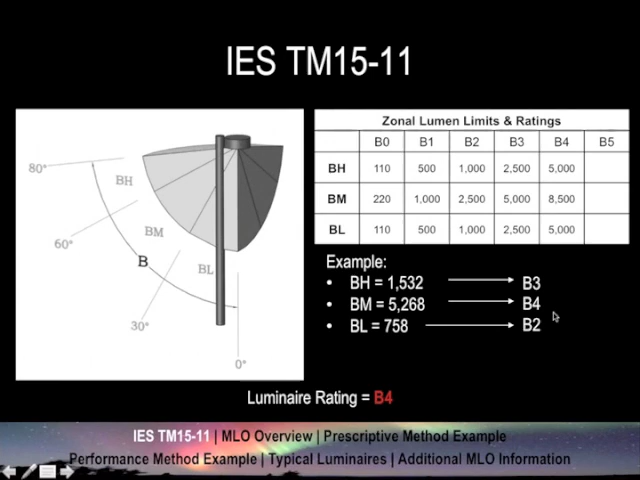 IES TM15-11
80°
BH
60°
BM
B
BL
30°
0°
Zonal Lumen Limits & Ratings
B0 B1 B2 B3 B4 B5
BH 110 500 1,000 2,500 5,000
BM 220 1,000 2,500 5,000 8,500
BL 110 500 1,000 2,500 5,000
Example:
• BH = 1,532 B3
• BM = 5,268 B4
• BL = 758 B2
Luminaire Rating = B4
IES TM15-11 | MLO Overview | Prescriptive Method Example
Performance Method Example | Typical Luminaires | Additional MLO Information